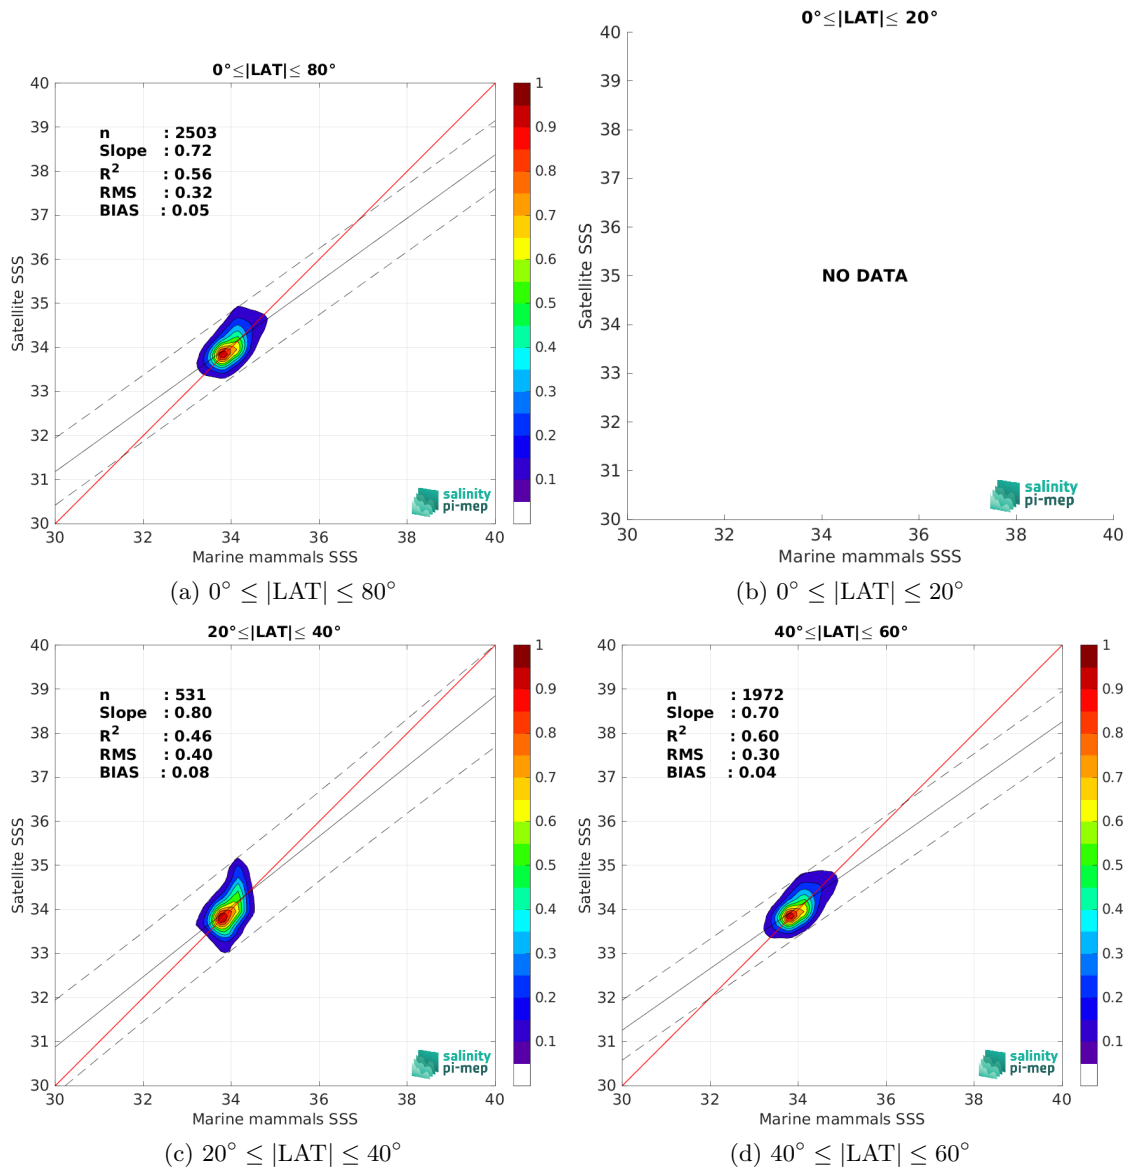 0°≤|LAT|≤ 80°
40
39
38
37
36
35
34
33
32
31
30
Satellite SSS
n : 2503
Slope : 0.72
R² : 0.56
RMS : 0.32
BIAS : 0.05
salinity
pi-mep
30 32 34 36 38 40
Marine mammals SSS
1
0.9
0.8
0.7
0.6
0.5
0.4
0.3
0.2
0.1
(a) 0° ≤ |LAT| ≤ 80°
0°≤|LAT|≤ 20°
40
39
38
37
36
35
34
33
32
31
30
Satellite SSS
NO DATA
salinity
pi-mep
30 32 34 36 38 40
Marine mammals SSS
(b) 0° ≤ |LAT| ≤ 20°
20°≤|LAT|≤ 40°
40
39
38
37
36
35
34
33
32
31
30
Satellite SSS
n : 531
Slope : 0.80
R² : 0.46
RMS : 0.40
BIAS : 0.08
salinity
pi-mep
30 32 34 36 38 40
Marine mammals SSS
1
0.9
0.8
0.7
0.6
0.5
0.4
0.3
0.2
0.1
(c) 20° ≤ |LAT| ≤ 40°
40°≤|LAT|≤ 60°
40
39
38
37
36
35
34
33
32
31
30
Satellite SSS
n : 1972
Slope : 0.70
R² : 0.60
RMS : 0.30
BIAS : 0.04
salinity
pi-mep
30 32 34 36 38 40
Marine mammals SSS
1
0.9
0.8
0.7
0.6
0.5
0.4
0.3
0.2
0.1
(d) 40° ≤ |LAT| ≤ 60°